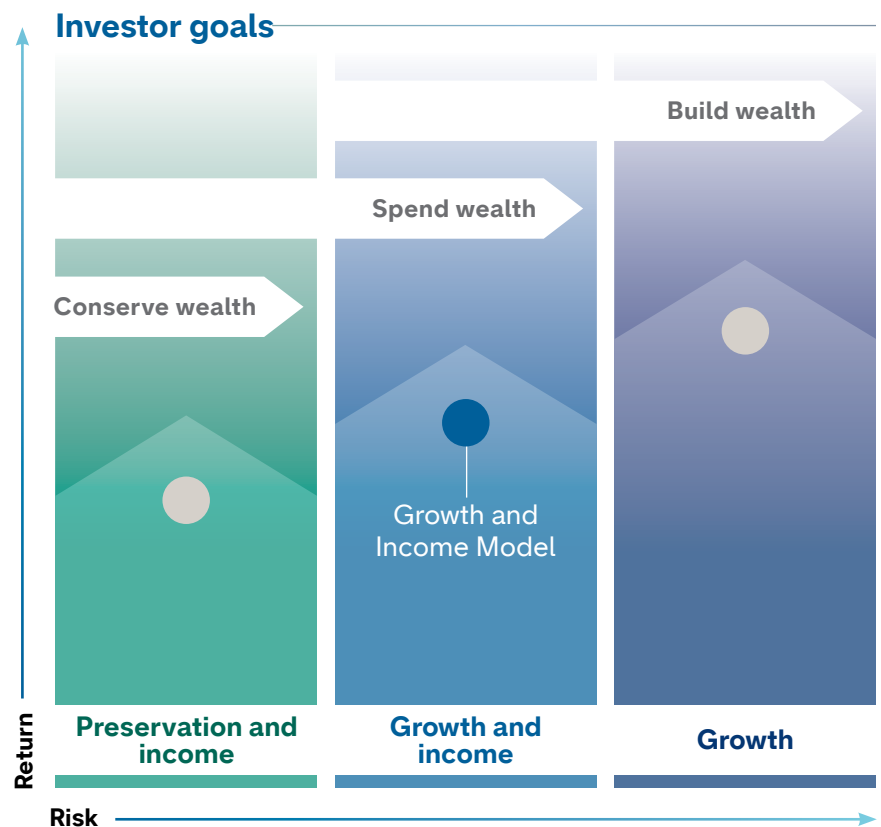 Investor goals
Build wealth
Spend wealth
Conserve wealth
Growth and
Income Model
Preservation and
income
Growth and
income
Growth
Return
Risk